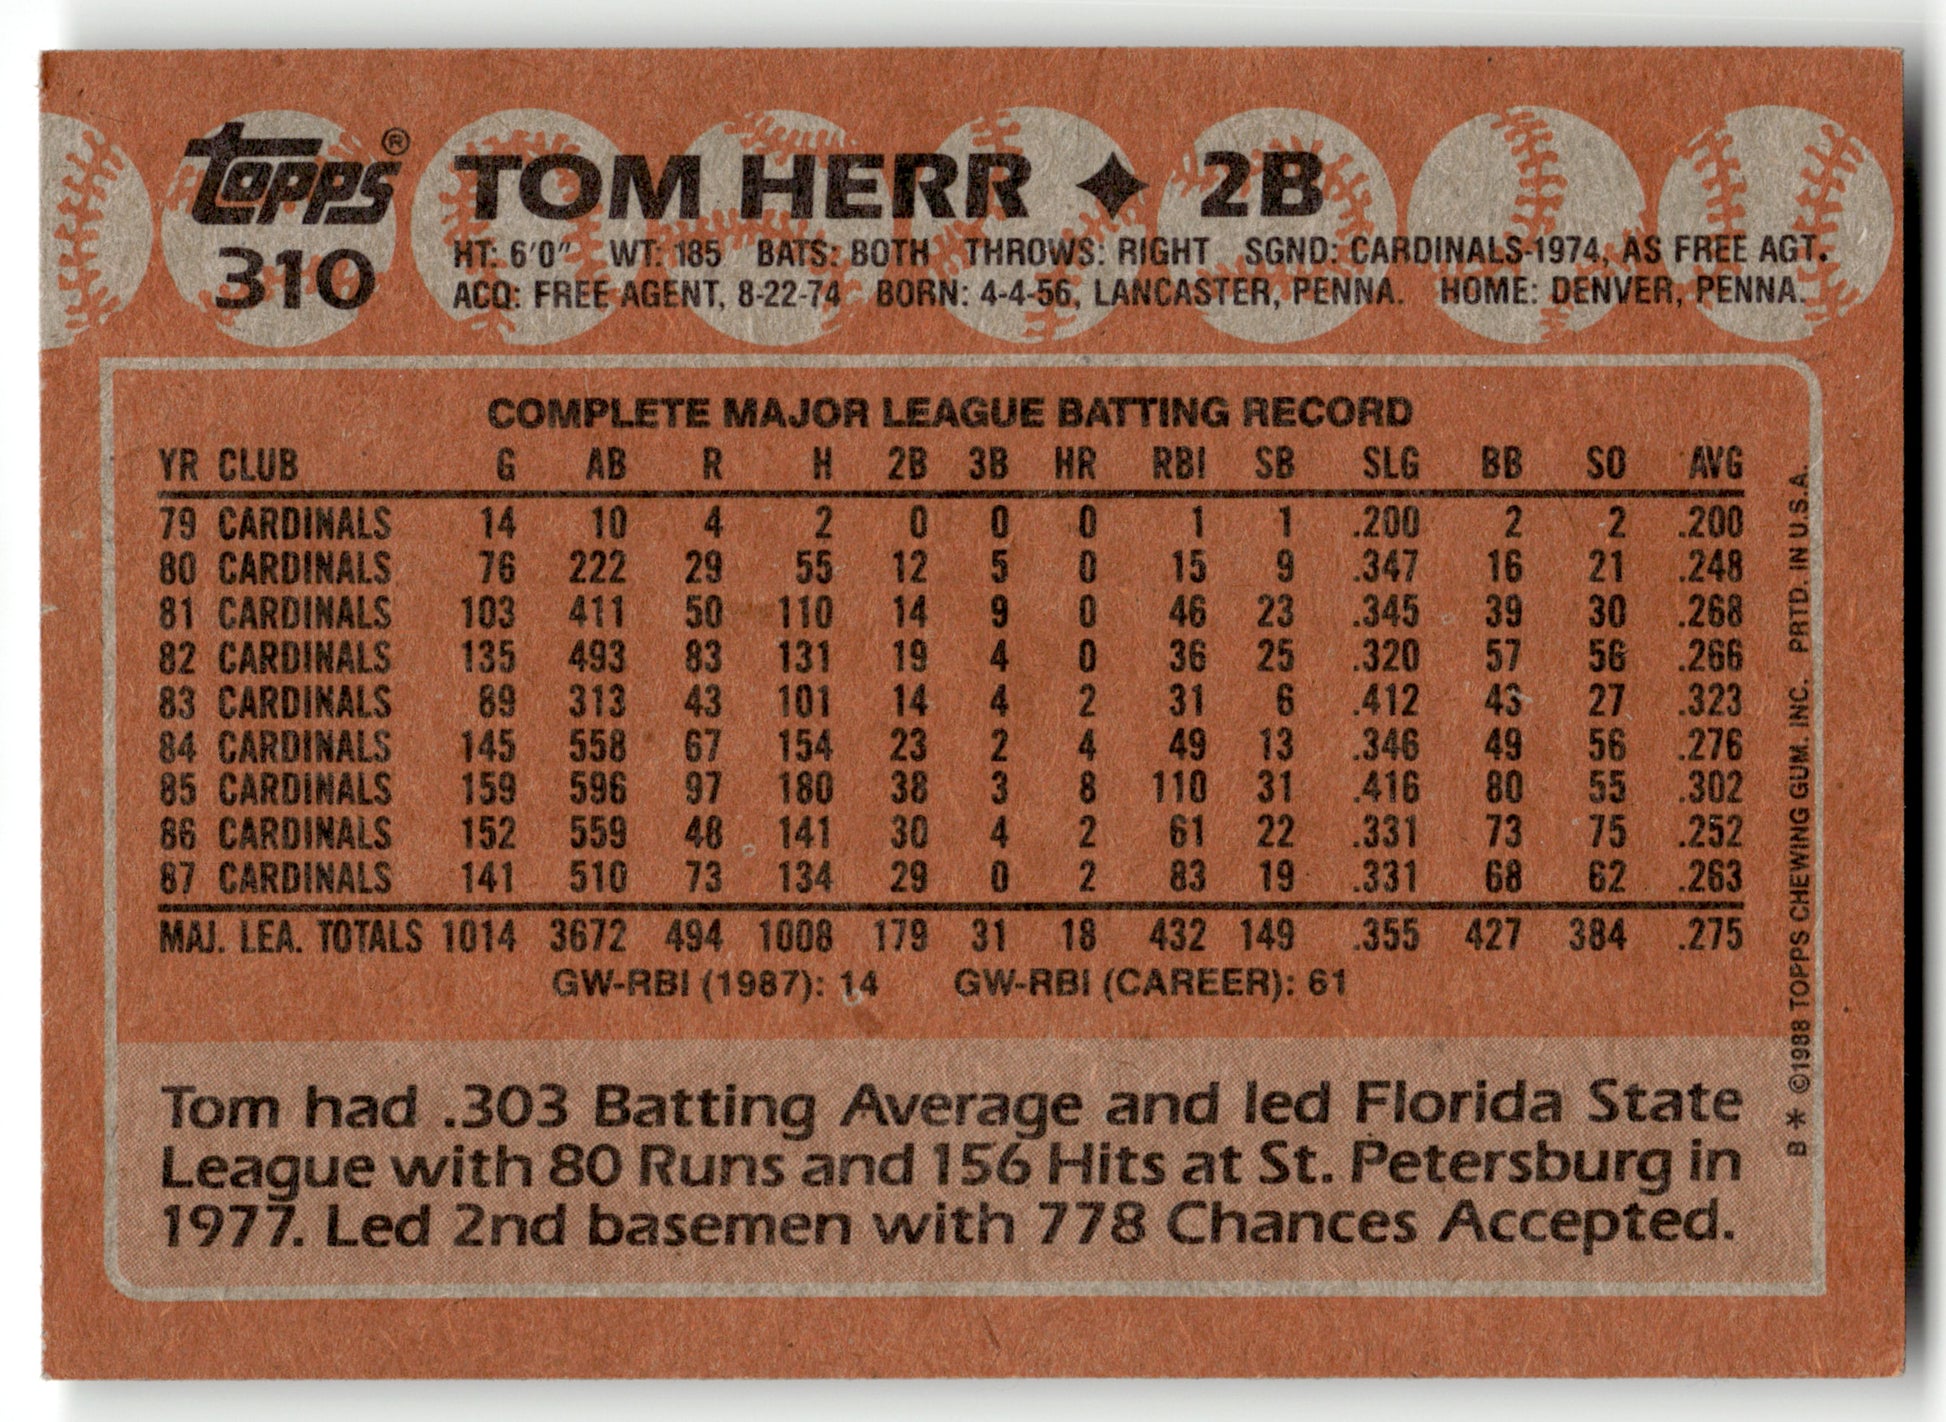 topps®
310
TOM HERR ✦ 2B
HT: 6'0" WT: 185 BATS: BOTH THROWS: RIGHT SGND: CARDINALS-1974, AS FREE AGT.
ACQ: FREE AGENT, 8-22-74 BORN: 4-4-56, LANCASTER, PENNA. HOME: DENVER, PENNA.
COMPLETE MAJOR LEAGUE BATTING RECORD
YR CLUB G AB R H 2B 3B HR RBI SB SLG BB SO AVG
79 CARDINALS 14 10 4 2 0 0 0 1 1 .200 2 2 .200
80 CARDINALS 76 222 29 55 12 5 0 15 9 .347 16 21 .248
81 CARDINALS 103 411 50 110 14 9 0 46 23 .345 39 30 .268
82 CARDINALS 135 493 83 131 19 4 0 36 25 .320 57 56 .266
83 CARDINALS 89 313 43 101 14 4 2 31 6 .412 43 27 .323
84 CARDINALS 145 558 67 154 23 2 4 49 13 .346 49 56 .276
85 CARDINALS 159 596 97 180 38 3 8 110 31 .416 80 55 .302
86 CARDINALS 152 559 48 141 30 4 2 61 22 .331 73 75 .252
87 CARDINALS 141 510 73 134 29 0 2 83 19 .331 68 62 .263
MAJ. LEA. TOTALS 1014 3672 494 1008 179 31 18 432 149 .355 427 384 .275
GW-RBI (1987): 14 GW-RBI (CAREER): 61
Tom had .303 Batting Average and led Florida State
League with 80 Runs and 156 Hits at St. Petersburg in
1977. Led 2nd basemen with 778 Chances Accepted.
B * ©1988 TOPPS CHEWING GUM, INC. PRTD. IN U.S.A.